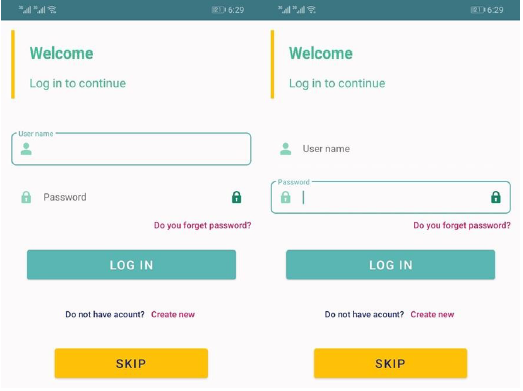 6:29
Welcome
Log in to continue
User name
Password
Do you forget password?
LOG IN
Do not have acount? Create new
SKIP
6:29
Welcome
Log in to continue
User name
Password
Do you forget password?
LOG IN
Do not have acount? Create new
SKIP